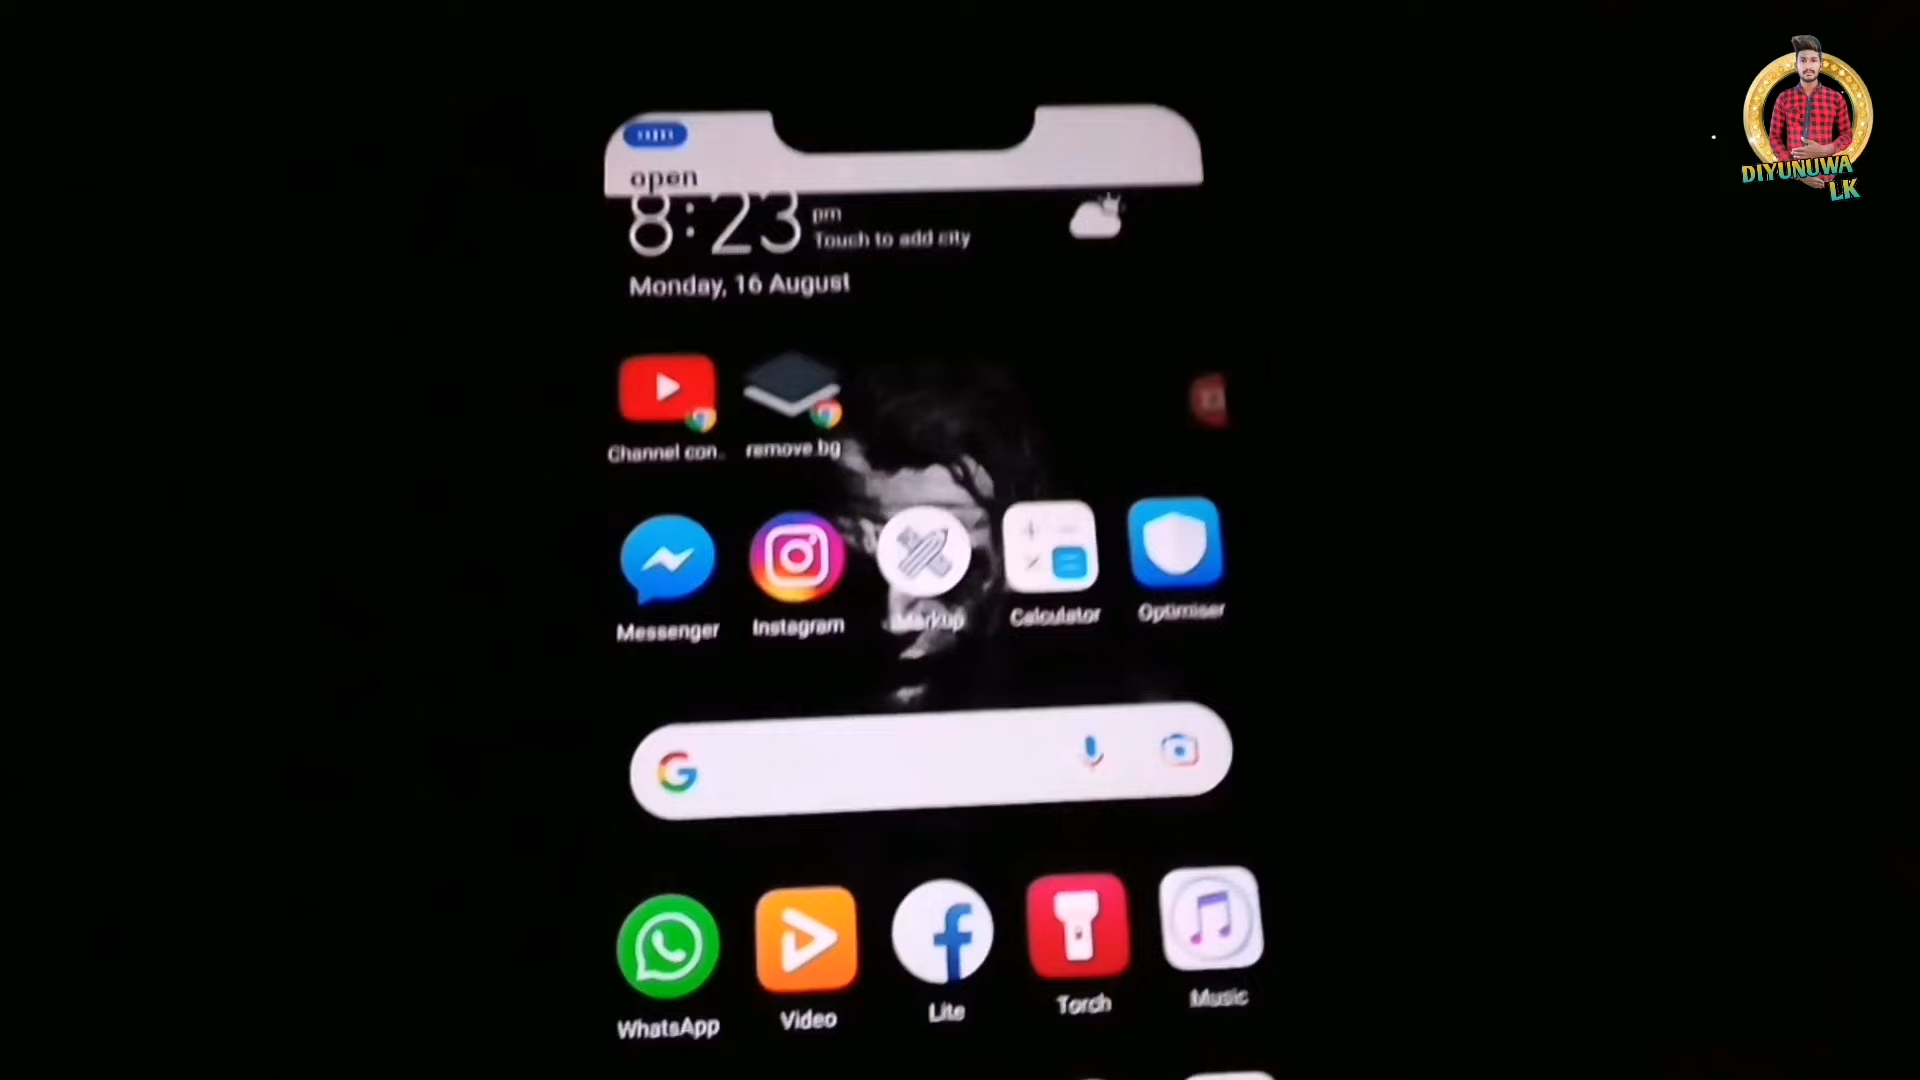 open
8:23 pm
Touch to add city
Monday, 16 August
Channel con..
remove.bg
Messenger
Instagram
Markup
Calculator
Optimiser
WhatsApp
Video
Lite
Torch
Music
DIYUNUWA
LK